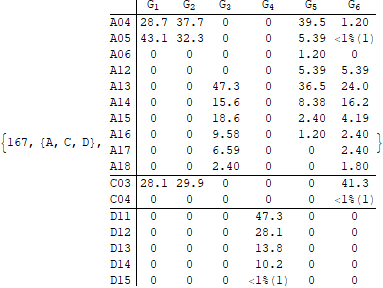 G1 G2 G3 G4 G5 G6
A04 28.7 37.7 0 0 39.5 1.20
A05 43.1 32.3 0 0 5.39 <1%(1)
A06 0 0 0 0 1.20 0
A12 0 0 0 0 5.39 5.39
A13 0 0 47.3 0 36.5 24.0
A14 0 0 15.6 0 8.38 16.2
A15 0 0 18.6 0 2.40 4.19
{167, {A, C, D}, A16 0 0 9.58 0 1.20 2.40 }
A17 0 0 6.59 0 0 2.40
A18 0 0 2.40 0 0 1.80
C03 28.1 29.9 0 0 0 41.3
C04 0 0 0 0 0 <1%(1)
D11 0 0 0 47.3 0 0
D12 0 0 0 28.1 0 0
D13 0 0 0 13.8 0 0
D14 0 0 0 10.2 0 0
D15 0 0 0 <1%(1) 0 0